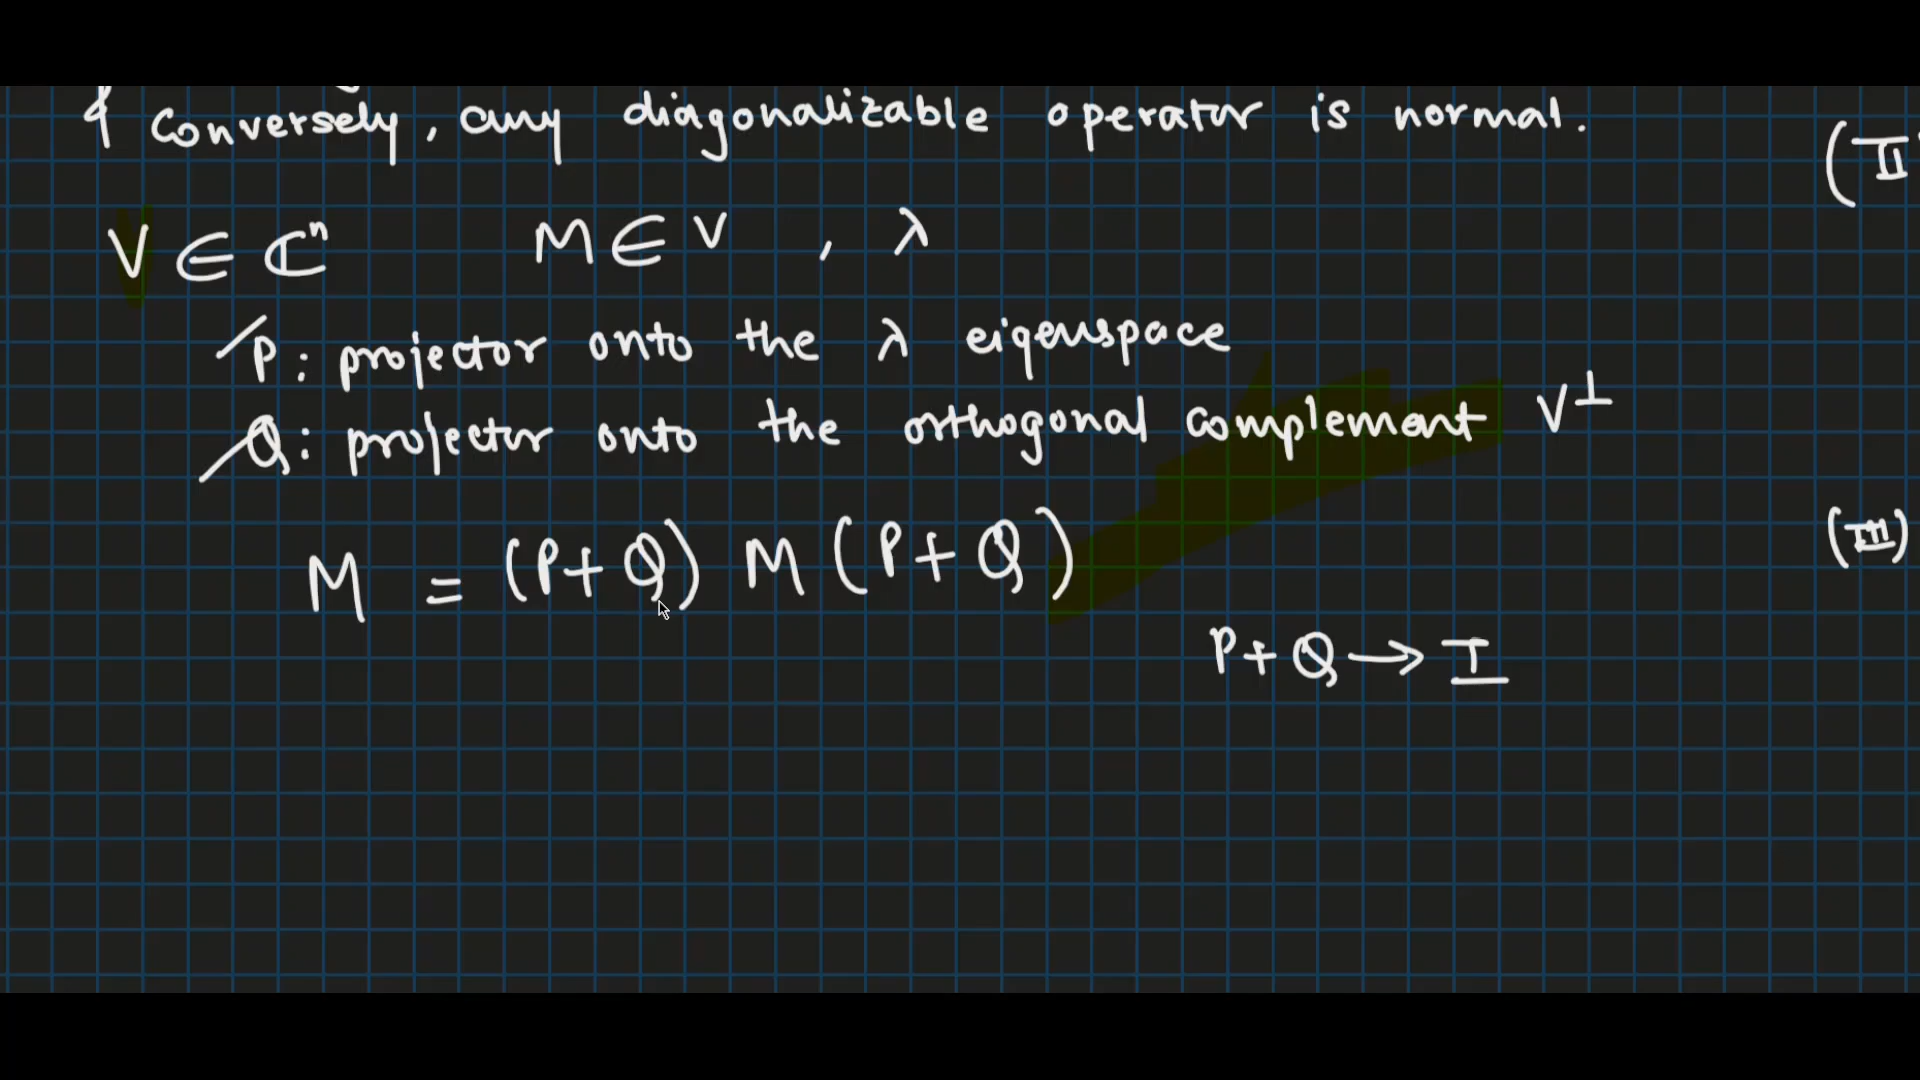 & conversely, any diagonalizable operator is normal.
(II
V ∈ ℂⁿ M ∈ V , λ
P : projector onto the λ eigenspace
Q : projector onto the orthogonal complement V⊥
M = (P+Q) M (P+Q)
(III)
P+Q → I